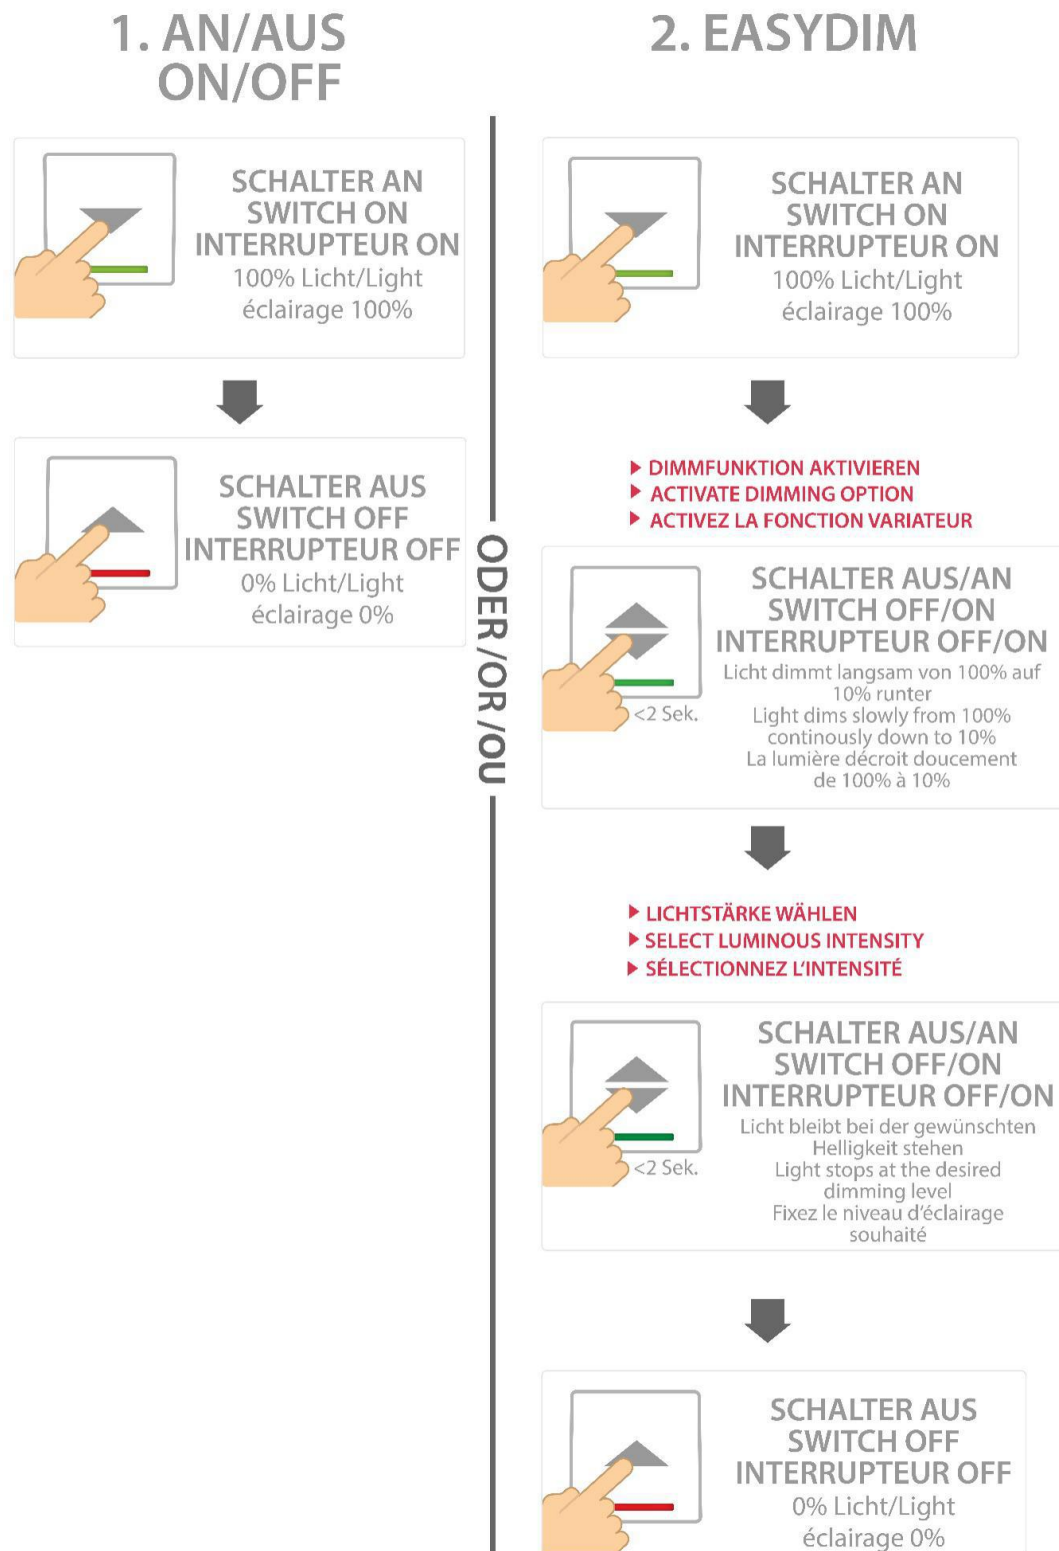 1. AN/AUS
ON/OFF
SCHALTER AN
SWITCH ON
INTERRUPTEUR ON
100% Licht/Light
éclairage 100%
SCHALTER AUS
SWITCH OFF
INTERRUPTEUR OFF
0% Licht/Light
éclairage 0%
ODER /OR /OU
2. EASYDIM
SCHALTER AN
SWITCH ON
INTERRUPTEUR ON
100% Licht/Light
éclairage 100%
DIMMFUNKTION AKTIVIEREN
ACTIVATE DIMMING OPTION
ACTIVEZ LA FONCTION VARIATEUR
SCHALTER AUS/AN
SWITCH OFF/ON
INTERRUPTEUR OFF/ON
Licht dimmt langsam von 100% auf
10% runter
Light dims slowly from 100%
continously down to 10%
La lumière décroit doucement
de 100% à 10%
<2 Sek.
LICHTSTÄRKE WÄHLEN
SELECT LUMINOUS INTENSITY
SÉLECTIONNEZ L'INTENSITÉ
SCHALTER AUS/AN
SWITCH OFF/ON
INTERRUPTEUR OFF/ON
Licht bleibt bei der gewünschten
Helligkeit stehen
Light stops at the desired
dimming level
Fixez le niveau d'éclairage
souhaité
<2 Sek.
SCHALTER AUS
SWITCH OFF
INTERRUPTEUR OFF
0% Licht/Light
éclairage 0%